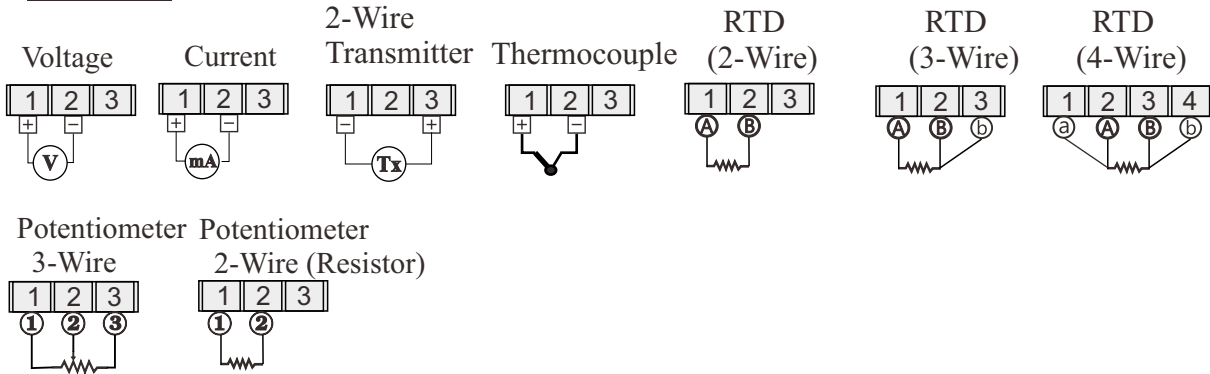 Voltage
1 2 3
+ −
V
Current
1 2 3
+ −
mA
2-Wire
Transmitter
1 2 3
− +
Tx
Thermocouple
1 2 3
+ −
RTD
(2-Wire)
1 2 3
A B
RTD
(3-Wire)
1 2 3
A B b
RTD
(4-Wire)
1 2 3 4
a A B b
Potentiometer
3-Wire
1 2 3
1 2 3
Potentiometer
2-Wire (Resistor)
1 2 3
1 2